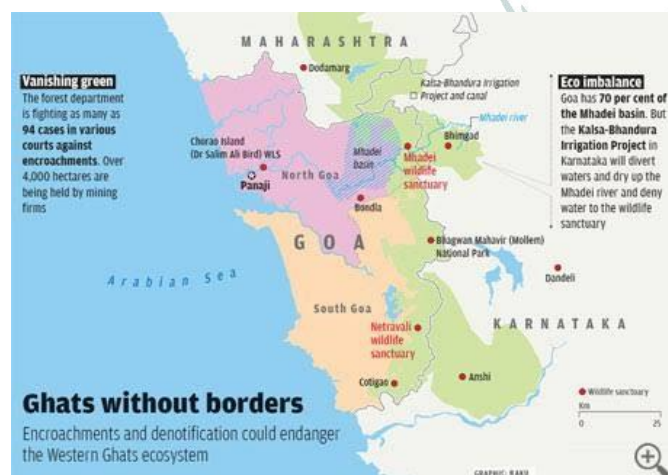 MAHARASHTRA
Dodamarg
Vanishing green
The forest department
is fighting as many as
94 cases in various
courts against
encroachments. Over
4,000 hectares are
being held by mining
firms
Kalsa-Bhandura Irrigation
Project and canal
Mhadei river
Eco imbalance
Goa has 70 per cent of
the Mhadei basin. But
the Kalsa-Bhandura
Irrigation Project in
Karnataka will divert
waters and dry up the
Mhadei river and deny
water to the wildlife
sanctuary
Chorao Island
(Dr Salim Ali Bird) WLS
Panaji
North Goa
Mhadei
basin
Bhimgad
Mhadei
wildlife
sanctuary
Bondla
GOA
Bhagwan Mahavir (Mollem)
National Park
Arabian Sea
Dandeli
South Goa
KARNATAKA
Netravali
wildlife
sanctuary
Cotigao
Anshi
Wildlife sanctuary
Km
0 25
Ghats without borders
Encroachments and denotification could endanger
the Western Ghats ecosystem
GRAPHIC: RAKU